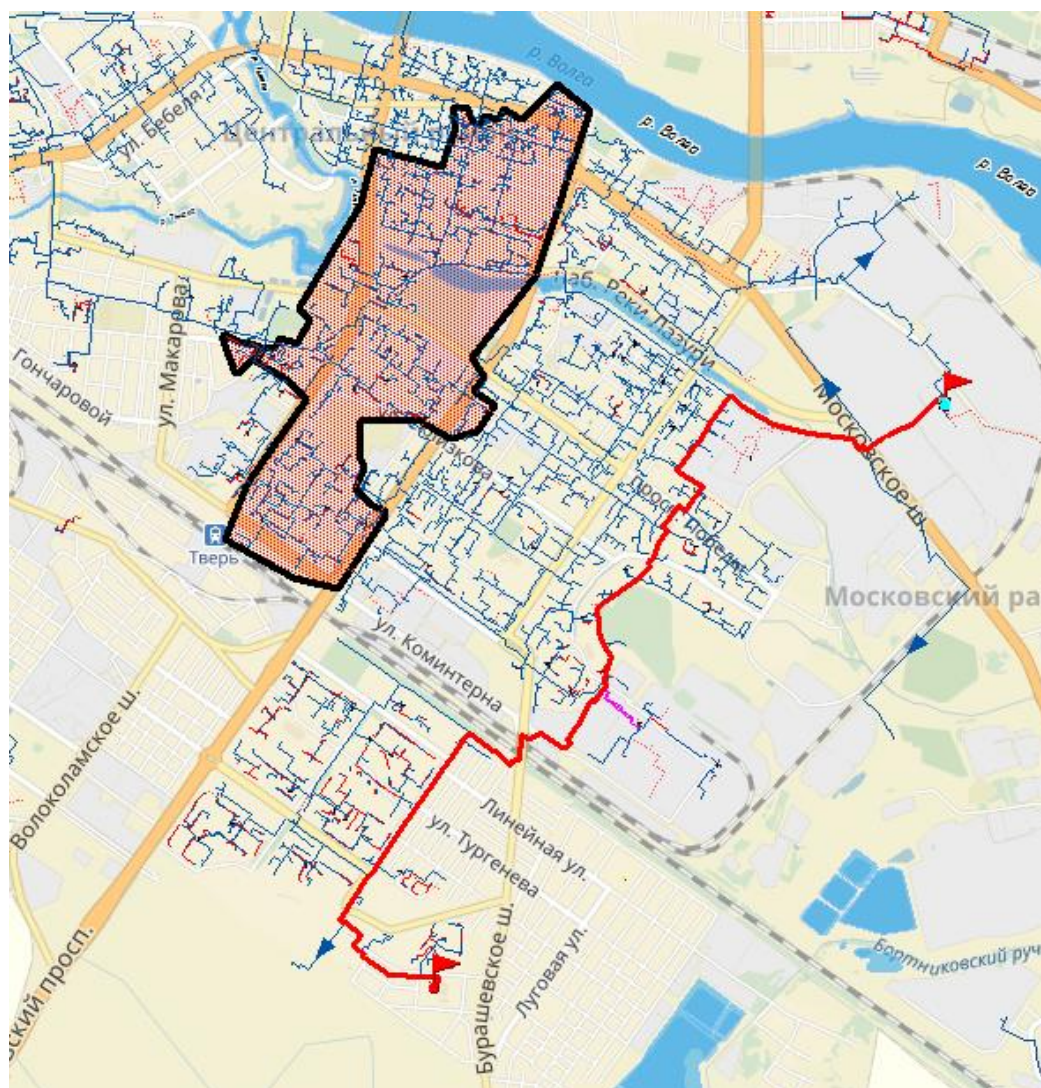 р. Волга
ул. Бебеля
Центральный
р. Волга
р. Волга
р. Тьмака
ул. Макарова
наб. Реки Лазури
Гончаровой
Московское ш.
просп. Победы
Тверь
Московский ра
ул. Коминтерна
Волоколамское ш.
Линейная ул.
ул. Тургенева
Бурашевское ш.
Луговая ул.
Бортниковский руч
ский просп.